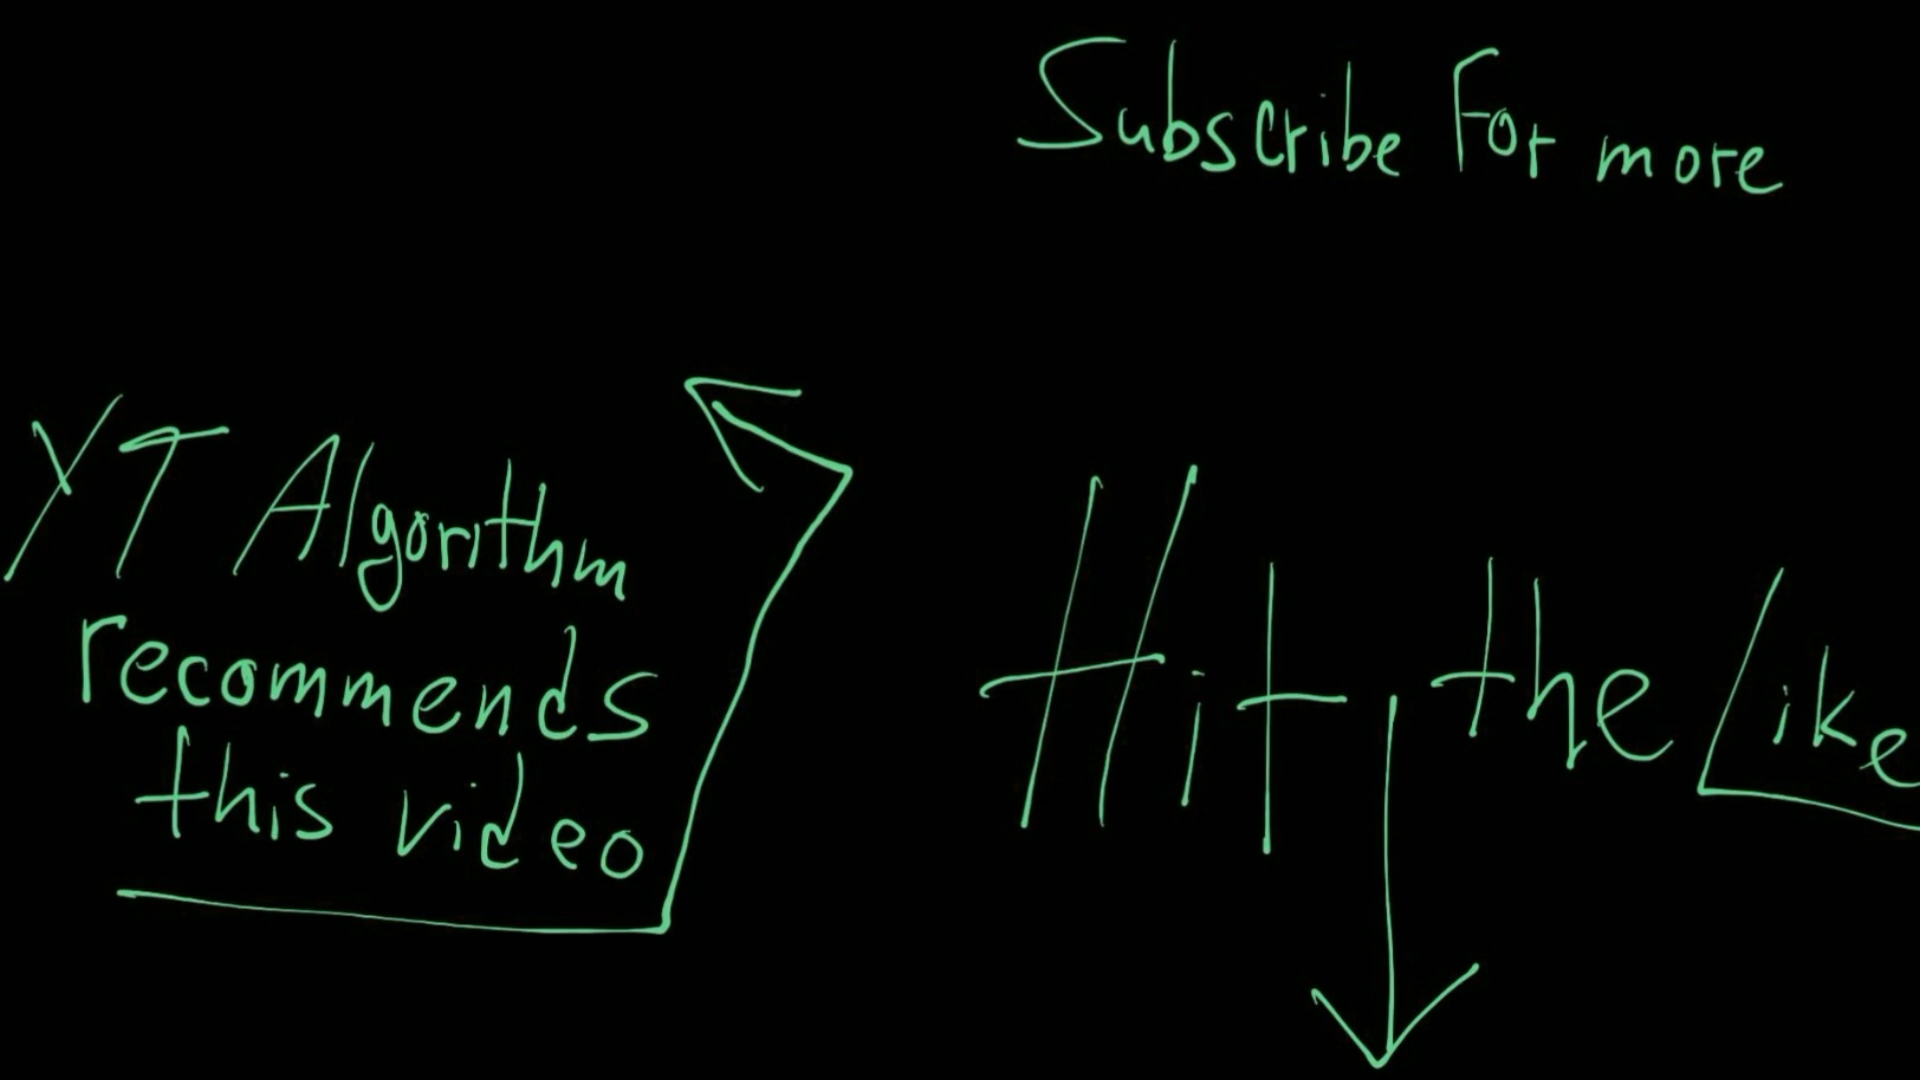 Subscribe For more
YT Algorithm
recommends
this video
Hit the Like